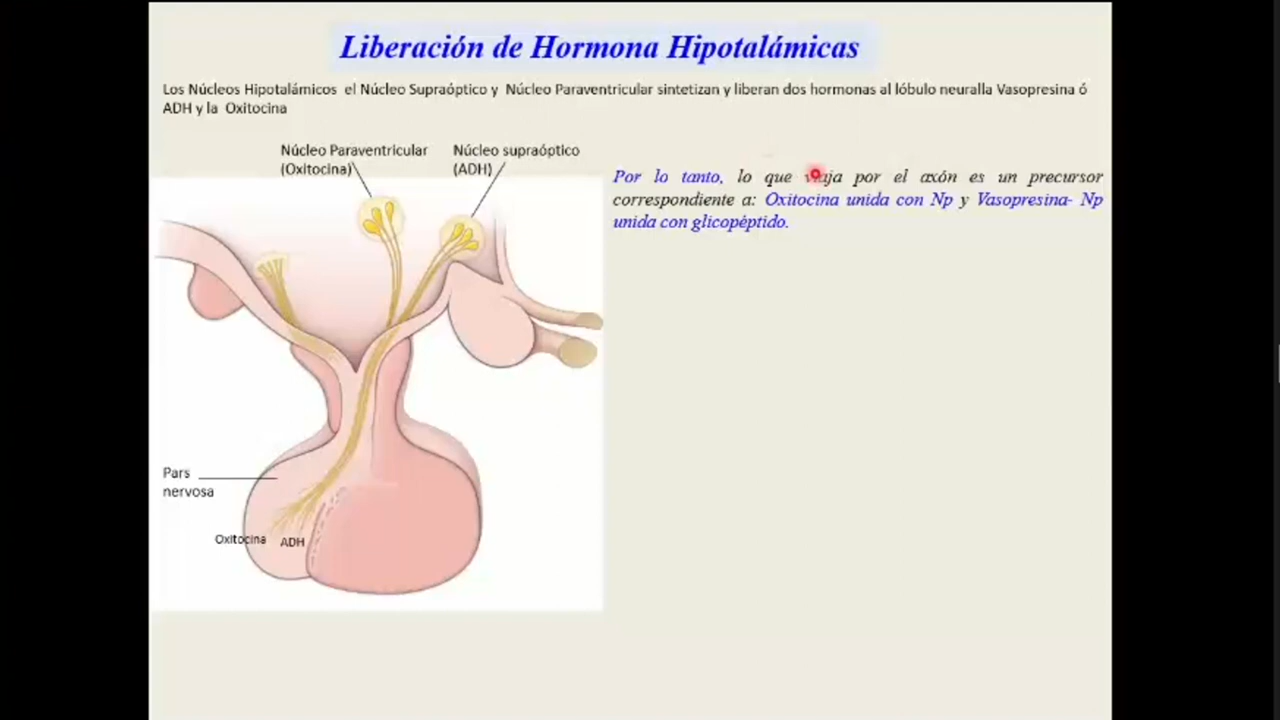 Liberación de Hormona Hipotalámicas
Los Núcleos Hipotalámicos el Núcleo Supraóptico y Núcleo Paraventricular sintetizan y liberan dos hormonas al lóbulo neuralla Vasopresina ó
ADH y la Oxitocina
Núcleo Paraventricular
(Oxitocina)
Núcleo supraóptico
(ADH)
Por lo tanto, lo que viaja por el axón es un precursor
correspondiente a: Oxitocina unida con Np y Vasopresina- Np
unida con glicopéptido.
Pars
nervosa
Oxitocina
ADH